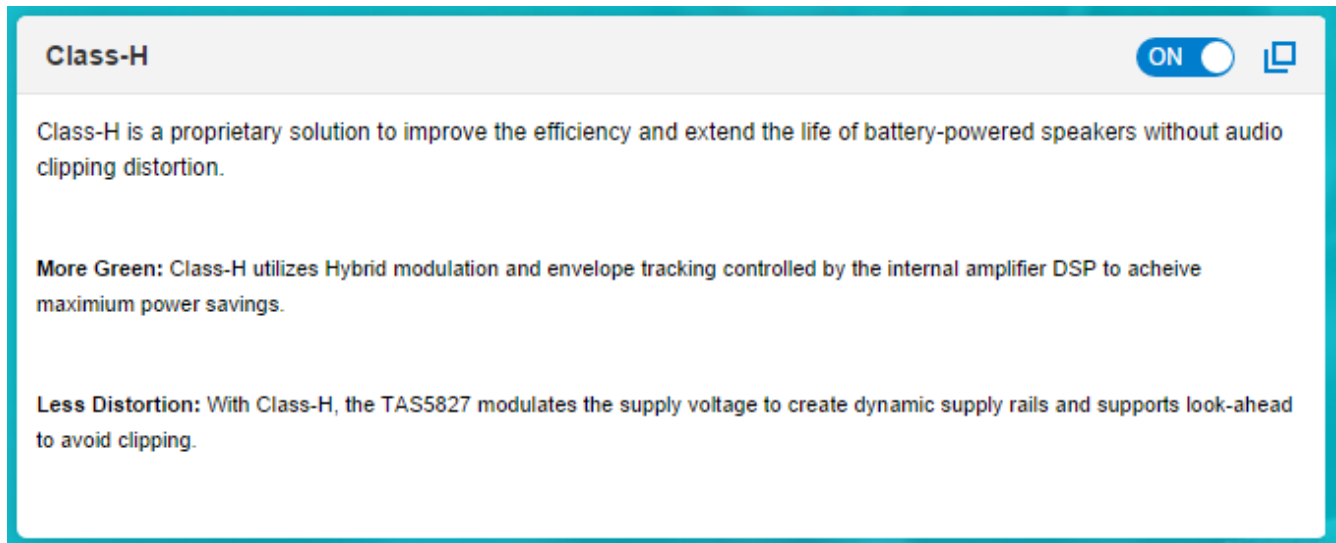 Class-H
ON
Class-H is a proprietary solution to improve the efficiency and extend the life of battery-powered speakers without audio
clipping distortion.
More Green: Class-H utilizes Hybrid modulation and envelope tracking controlled by the internal amplifier DSP to acheive
maximium power savings.
Less Distortion: With Class-H, the TAS5827 modulates the supply voltage to create dynamic supply rails and supports look-ahead
to avoid clipping.